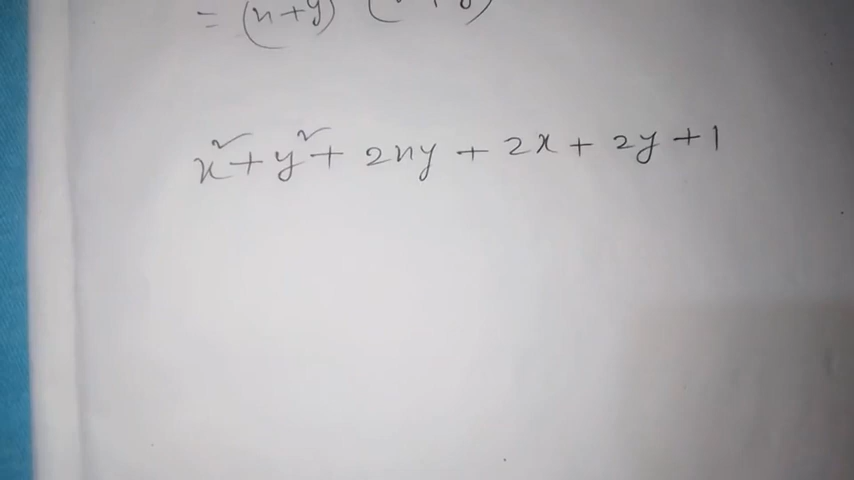 = (x+y)
x² + y² + 2xy + 2x + 2y + 1